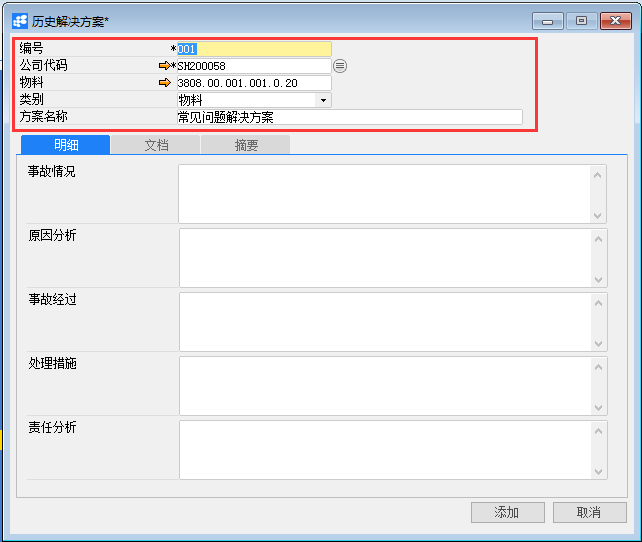 历史解决方案*
编号 *001
公司代码 *SH200058
物料 3808.00.001.001.0.20
类别 物料
方案名称 常见问题解决方案
明细 文档 摘要
事故情况
原因分析
事故经过
处理措施
责任分析
添加 取消